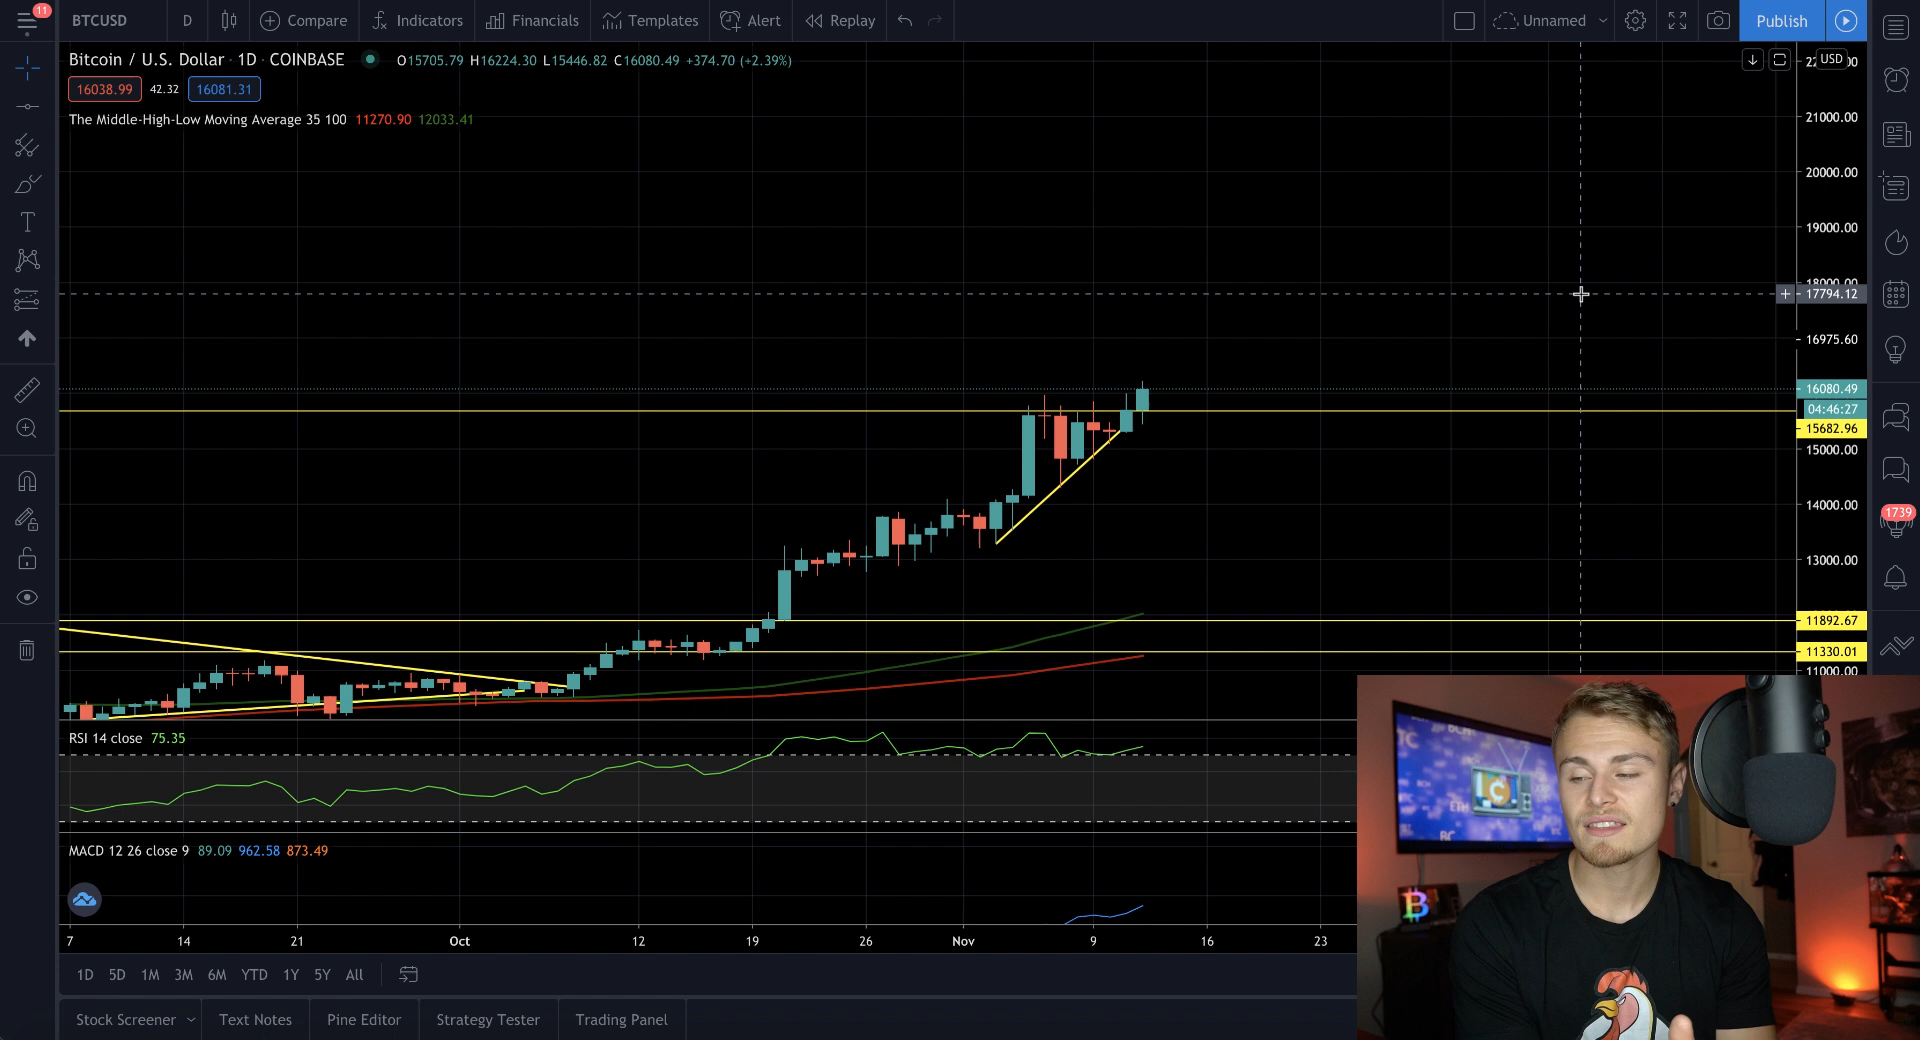 11
BTCUSD D Compare Indicators Financials Templates Alert Replay Unnamed Publish
Bitcoin / U.S. Dollar · 1D · COINBASE O15705.79 H16224.30 L15446.82 C16080.49 +374.70 (+2.39%)
USD
16038.99 42.32 16081.31
The Middle-High-Low Moving Average 35 100 11270.90 12033.41
21000.00
20000.00
19000.00
18000.00
17794.12
16975.60
16080.49
04:46:27
15682.96
15000.00
14000.00
1739
13000.00
11892.67
11330.01
11000.00
RSI 14 close 75.35
MACD 12 26 close 9 89.09 962.58 873.49
7 14 21 Oct 12 19 26 Nov 9 16 23
1D 5D 1M 3M 6M YTD 1Y 5Y All
Stock Screener Text Notes Pine Editor Strategy Tester Trading Panel